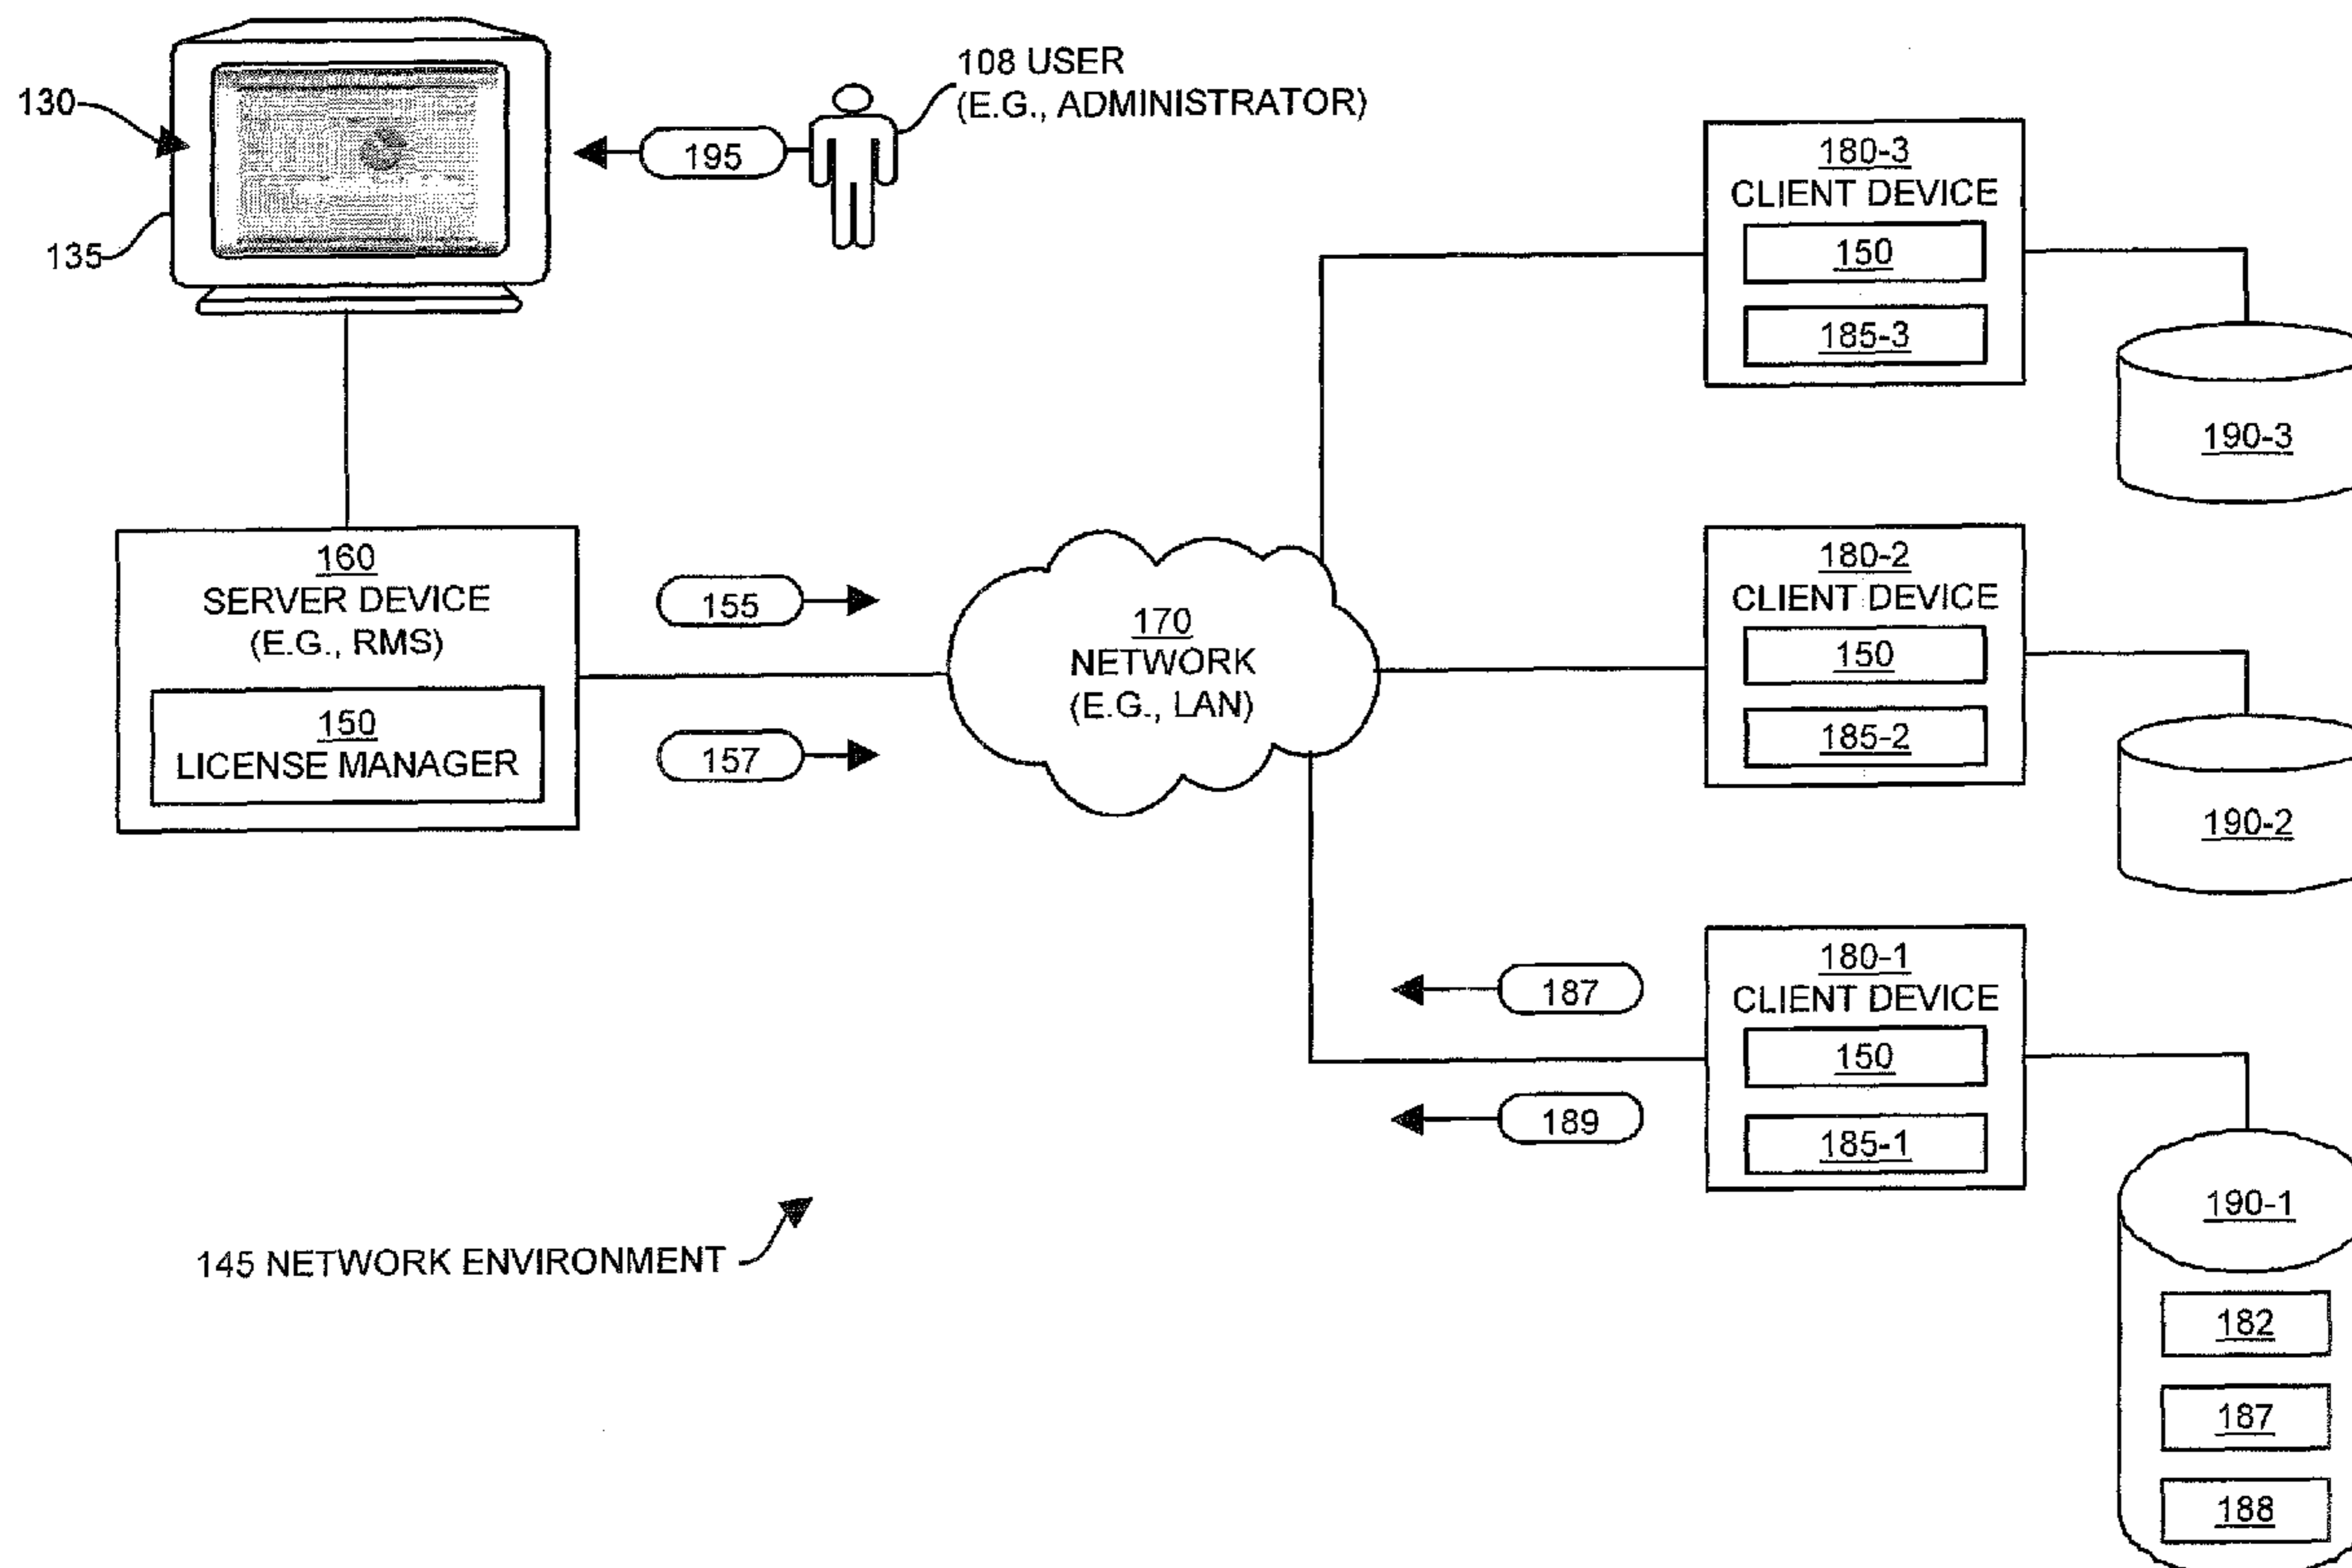 130
135
195
108 USER
(E.G., ADMINISTRATOR)
160
SERVER DEVICE
(E.G., RMS)
150
LICENSE MANAGER
155
157
170
NETWORK
(E.G., LAN)
180-3
CLIENT DEVICE
150
185-3
190-3
180-2
CLIENT DEVICE
150
185-2
190-2
180-1
CLIENT DEVICE
150
185-1
187
189
190-1
182
187
188
145 NETWORK ENVIRONMENT